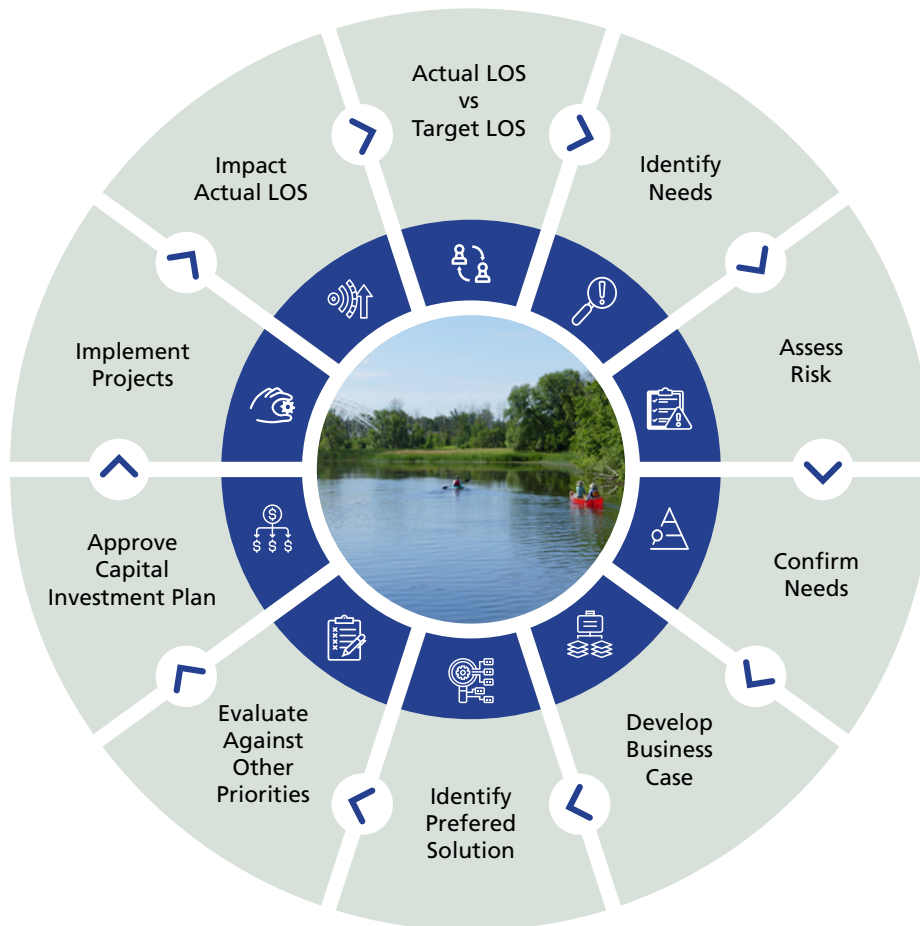 Actual LOS
vs
Target LOS
Identify
Needs
Assess
Risk
Confirm
Needs
Develop
Business
Case
Identify
Prefered
Solution
Evaluate
Against
Other
Priorities
Approve
Capital
Investment Plan
Implement
Projects
Impact
Actual LOS